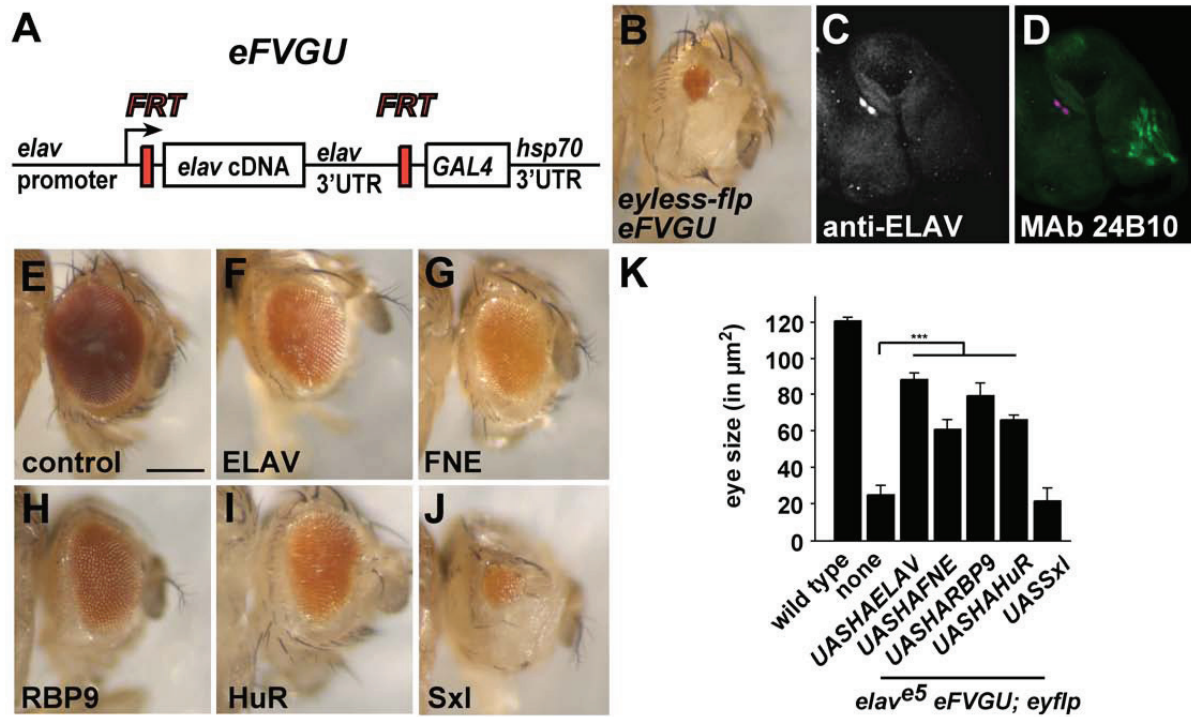 A
eFVGU
FRT
FRT
elav
promoter
elav cDNA
elav
3'UTR
GAL4
hsp70
3'UTR
B
eyless-flp
eFVGU
C
anti-ELAV
D
MAb 24B10
E
control
F
ELAV
G
FNE
H
RBP9
I
HuR
J
Sxl
K
eye size (in µm²)
120
100
80
60
40
20
0
***
wild type
none
UASHAELAV
UASHAFNE
UASHARBP9
UASHAHuR
UASSxl
elav^e5 eFVGU; eyflp